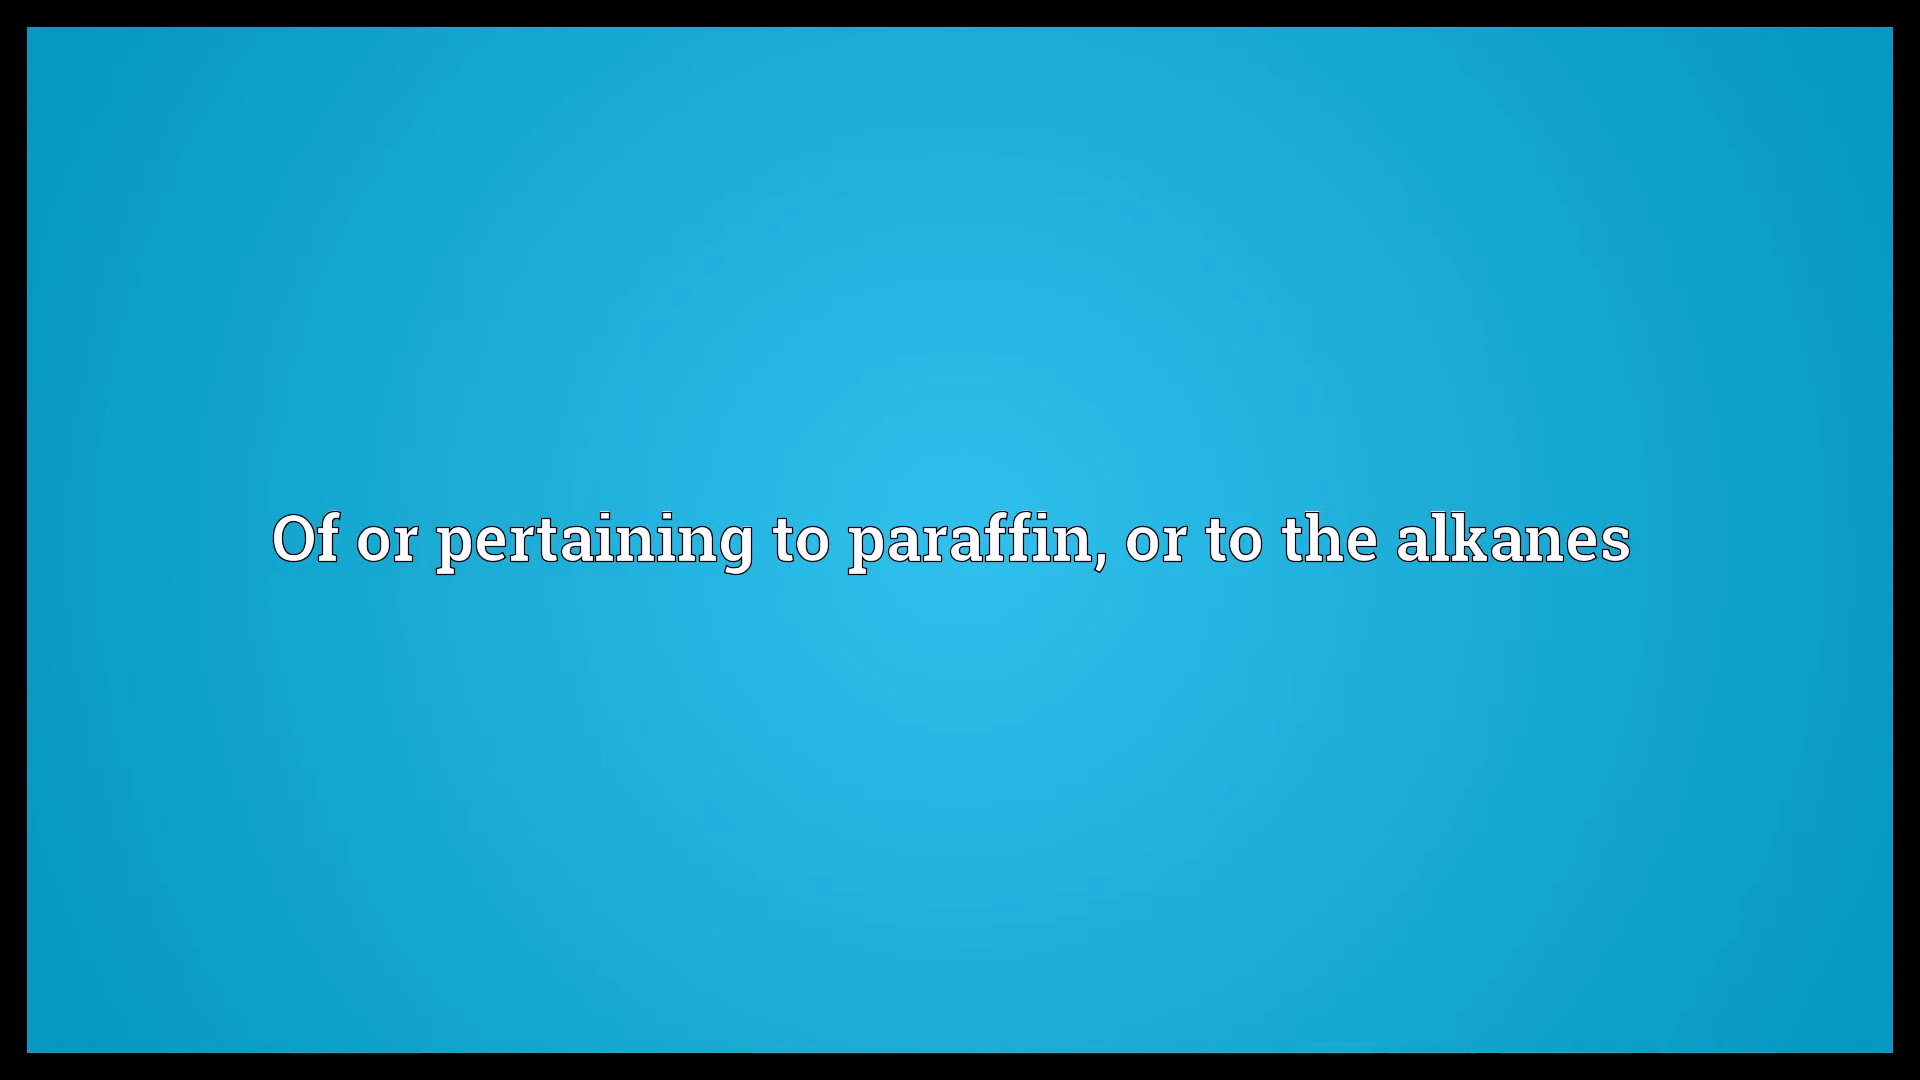 Of or pertaining to paraffin, or to the alkanes